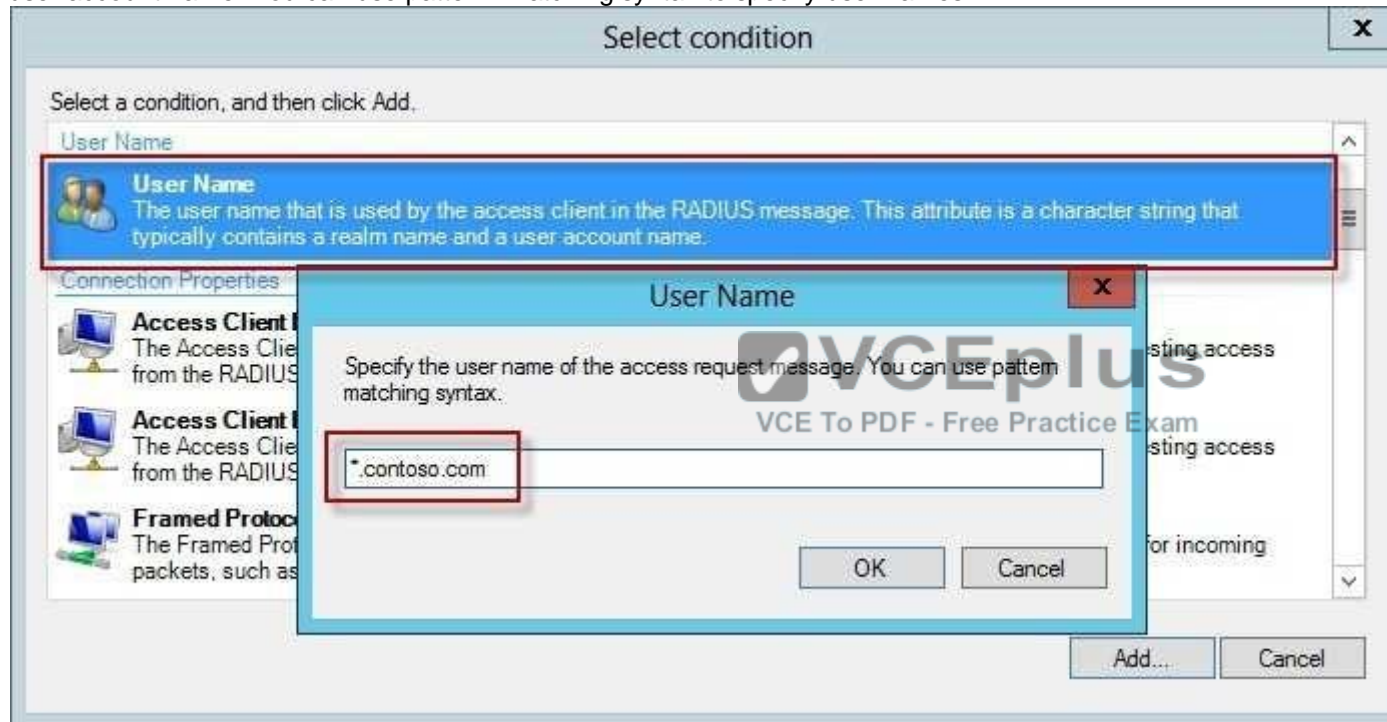 Select condition
x
Select a condition, and then click Add.
User Name
User Name
The user name that is used by the access client in the RADIUS message. This attribute is a character string that
typically contains a realm name and a user account name.
Connection Properties
User Name
x
Access Client
The Access Clie
from the RADIUS
Specify the user name of the access request message. You can use pattern
matching syntax.
esting access
VCEplus
VCE To PDF - Free Practice Exam
Access Client
The Access Clie
from the RADIUS
*.contoso.com
esting access
Framed Protoco
The Framed Prot
packets, such as
for incoming
OK
Cancel
Add...
Cancel